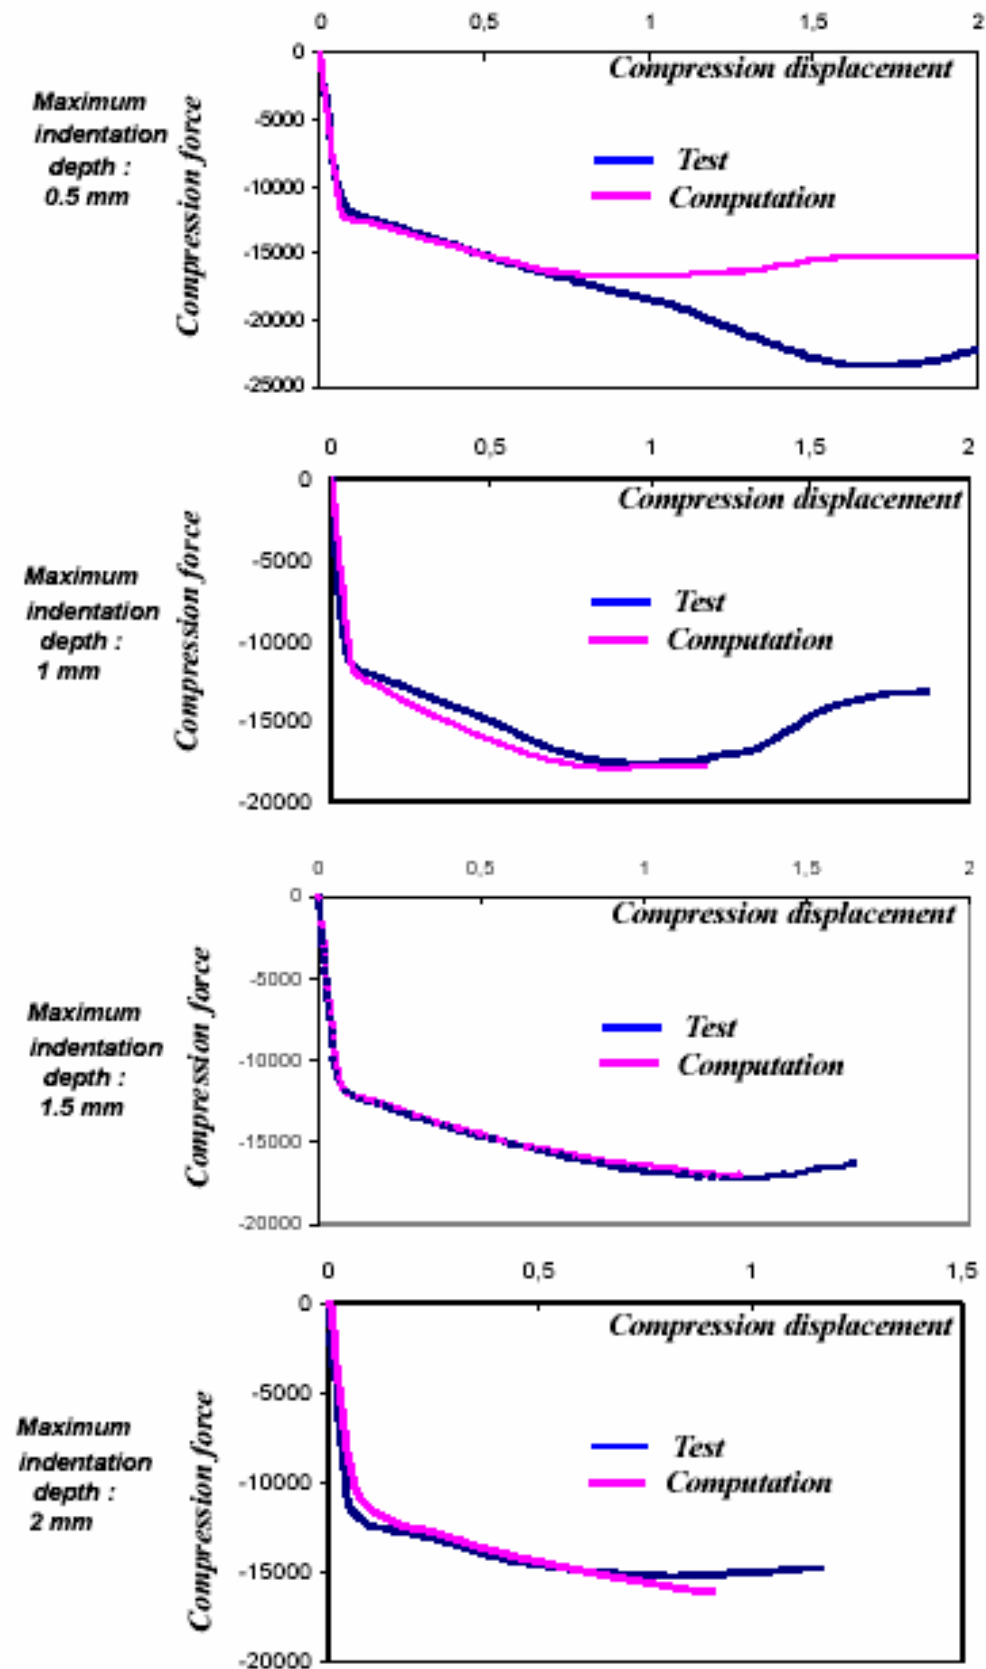 0 0,5 1 1,5 2
0
Compression displacement
Maximum
indentation
depth :
0.5 mm
Compression force
-5000
-10000
-15000
-20000
-25000
Test
Computation
0 0,5 1 1,5 2
0
Compression displacement
Maximum
indentation
depth :
1 mm
Compression force
-5000
-10000
-15000
-20000
Test
Computation
0 0,5 1 1,5 2
0
Compression displacement
Maximum
indentation
depth :
1.5 mm
Compression force
-5000
-10000
-15000
-20000
Test
Computation
0 0,5 1 1,5
0
Compression displacement
Maximum
indentation
depth :
2 mm
Compression force
-5000
-10000
-15000
-20000
Test
Computation